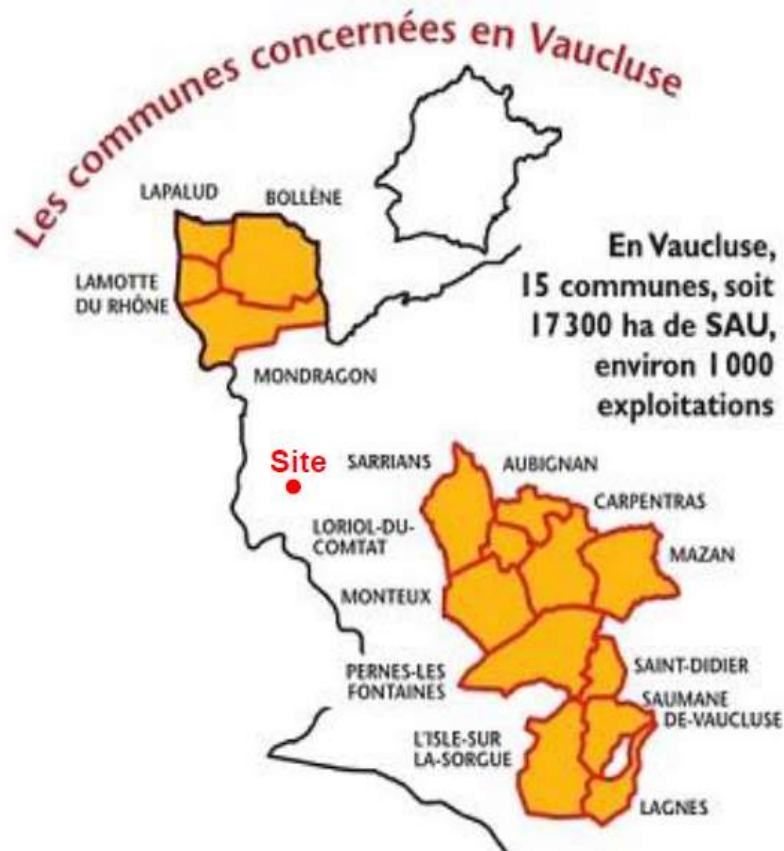 Les communes concernées en Vaucluse
LAPALUD
BOLLÈNE
LAMOTTE
DU RHÔNE
MONDRAGON
En Vaucluse,
15 communes, soit
17300 ha de SAU,
environ 1000
exploitations
Site
SARRIANS
AUBIGNAN
CARPENTRAS
LORIOL-DU-
COMTAT
MAZAN
MONTEUX
PERNES-LES
FONTAINES
SAINT-DIDIER
SAUMANE
DE-VAUCLUSE
L'ISLE-SUR
LA-SORGUE
LAGNES